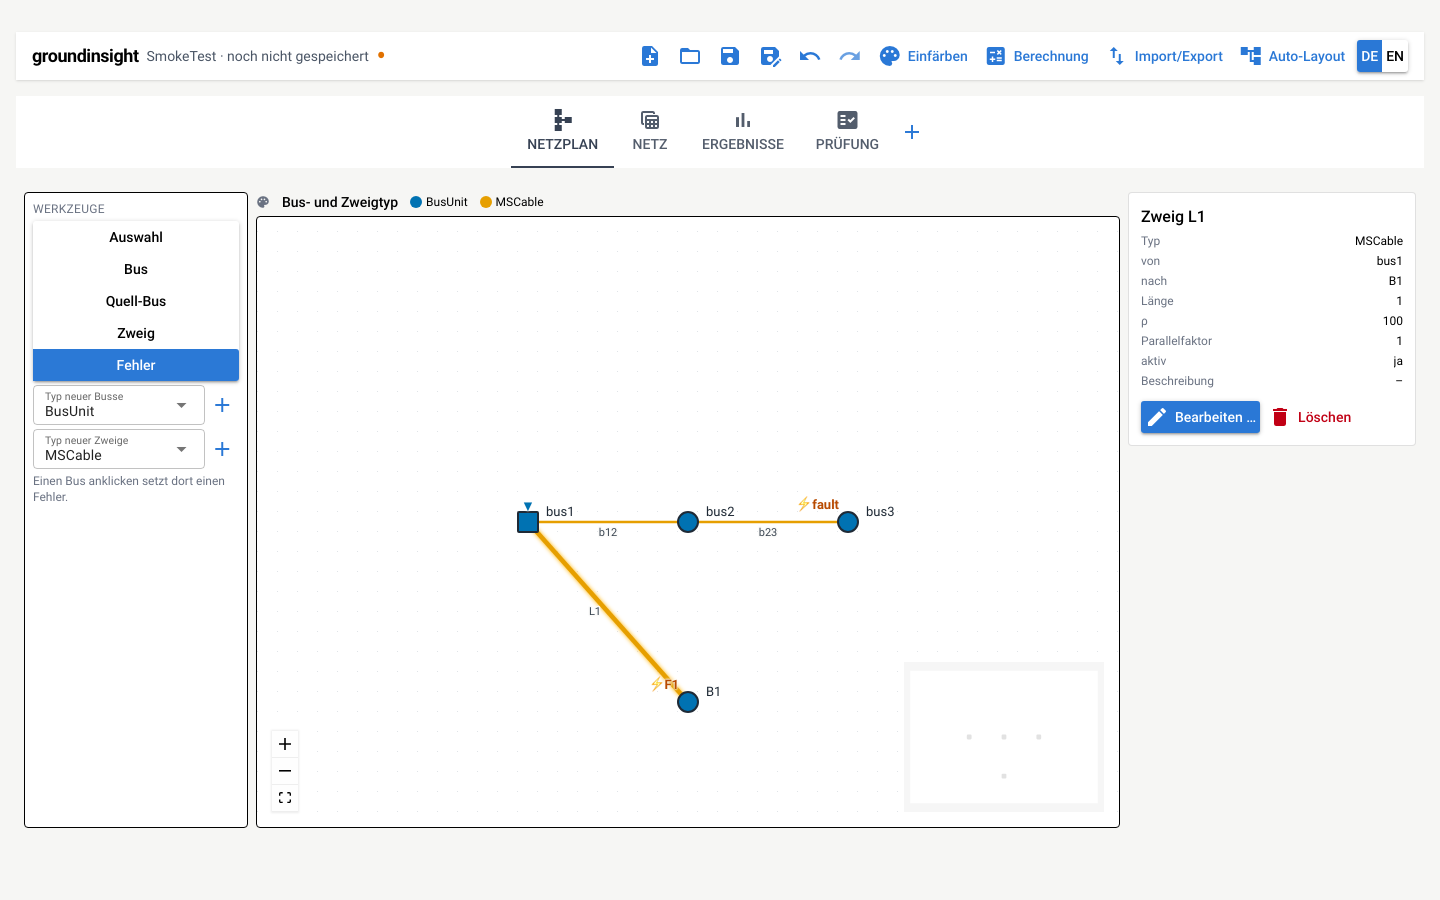 groundinsight SmokeTest · noch nicht gespeichert
Einfärben
Berechnung
Import/Export
Auto-Layout
DE EN
NETZPLAN
NETZ
ERGEBNISSE
PRÜFUNG
WERKZEUGE
Auswahl
Bus
Quell-Bus
Zweig
Fehler
Typ neuer Busse
BusUnit
Typ neuer Zweige
MSCable
Einen Bus anklicken setzt dort einen
Fehler.
Bus- und Zweigtyp BusUnit MSCable
bus1
bus2
⚡fault
bus3
b12
b23
L1
⚡F1
B1
Zweig L1
Typ MSCable
von bus1
nach B1
Länge 1
ρ 100
Parallelfaktor 1
aktiv ja
Beschreibung –
Bearbeiten ...
Löschen